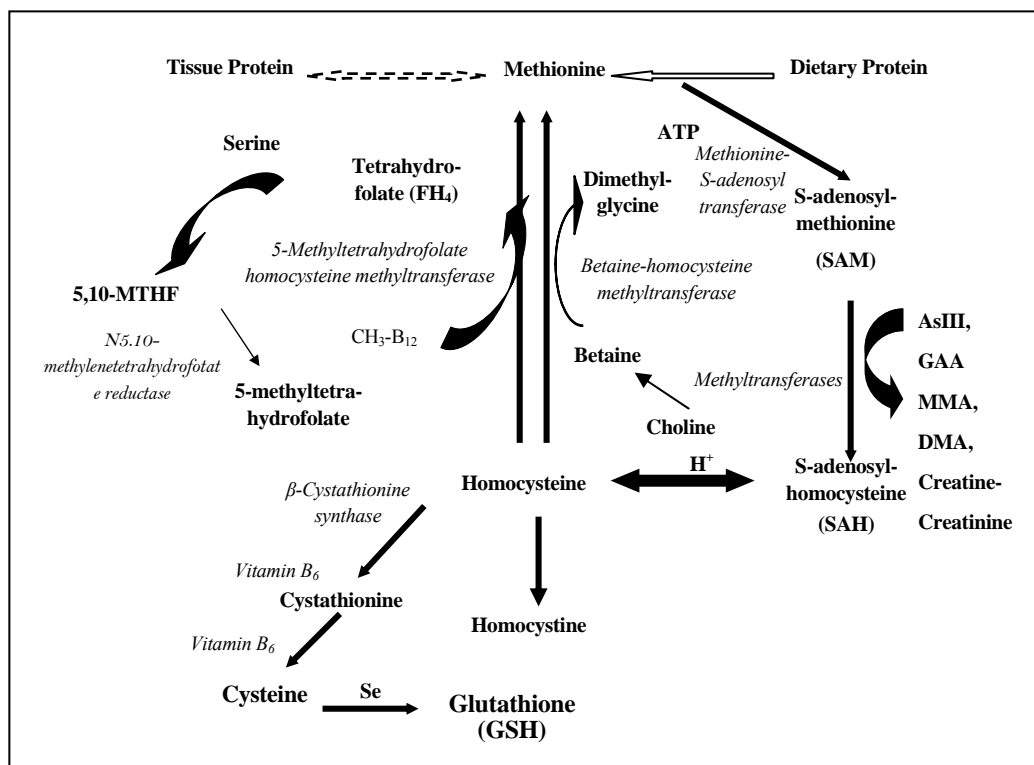 Tissue Protein
Methionine
Dietary Protein
ATP
Serine
Methionine-
S-adenosyl
transferase
Tetrahydro-
folate (FH4)
Dimethyl-
glycine
S-adenosyl-
methionine
(SAM)
5-Methyltetrahydrofolate
homocysteine methyltransferase
Betaine-homocysteine
methyltransferase
5,10-MTHF
N5.10-
methylenetetrahydrofotat
e reductase
CH3-B12
5-methyltetra-
hydrofolate
Betaine
Choline
Methyltransferases
AsIII,
GAA
MMA,
DMA,
Creatine-
Creatinine
H+
Homocysteine
S-adenosyl-
homocysteine
(SAH)
β-Cystathionine
synthase
Vitamin B6
Cystathionine
Homocystine
Vitamin B6
Cysteine
Se
Glutathione
(GSH)